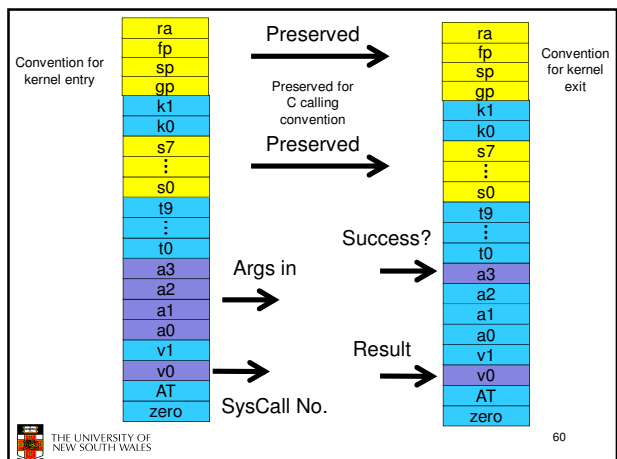 Convention for
kernel entry
ra
fp
sp
gp
k1
k0
s7
⋮
s0
t9
⋮
t0
a3
a2
a1
a0
v1
v0
AT
zero
Preserved
Preserved for
C calling
convention
Preserved
Args in
SysCall No.
Success?
Result
ra
fp
sp
gp
k1
k0
s7
⋮
s0
t9
⋮
t0
a3
a2
a1
a0
v1
v0
AT
zero
Convention
for kernel
exit
THE UNIVERSITY OF
NEW SOUTH WALES
60